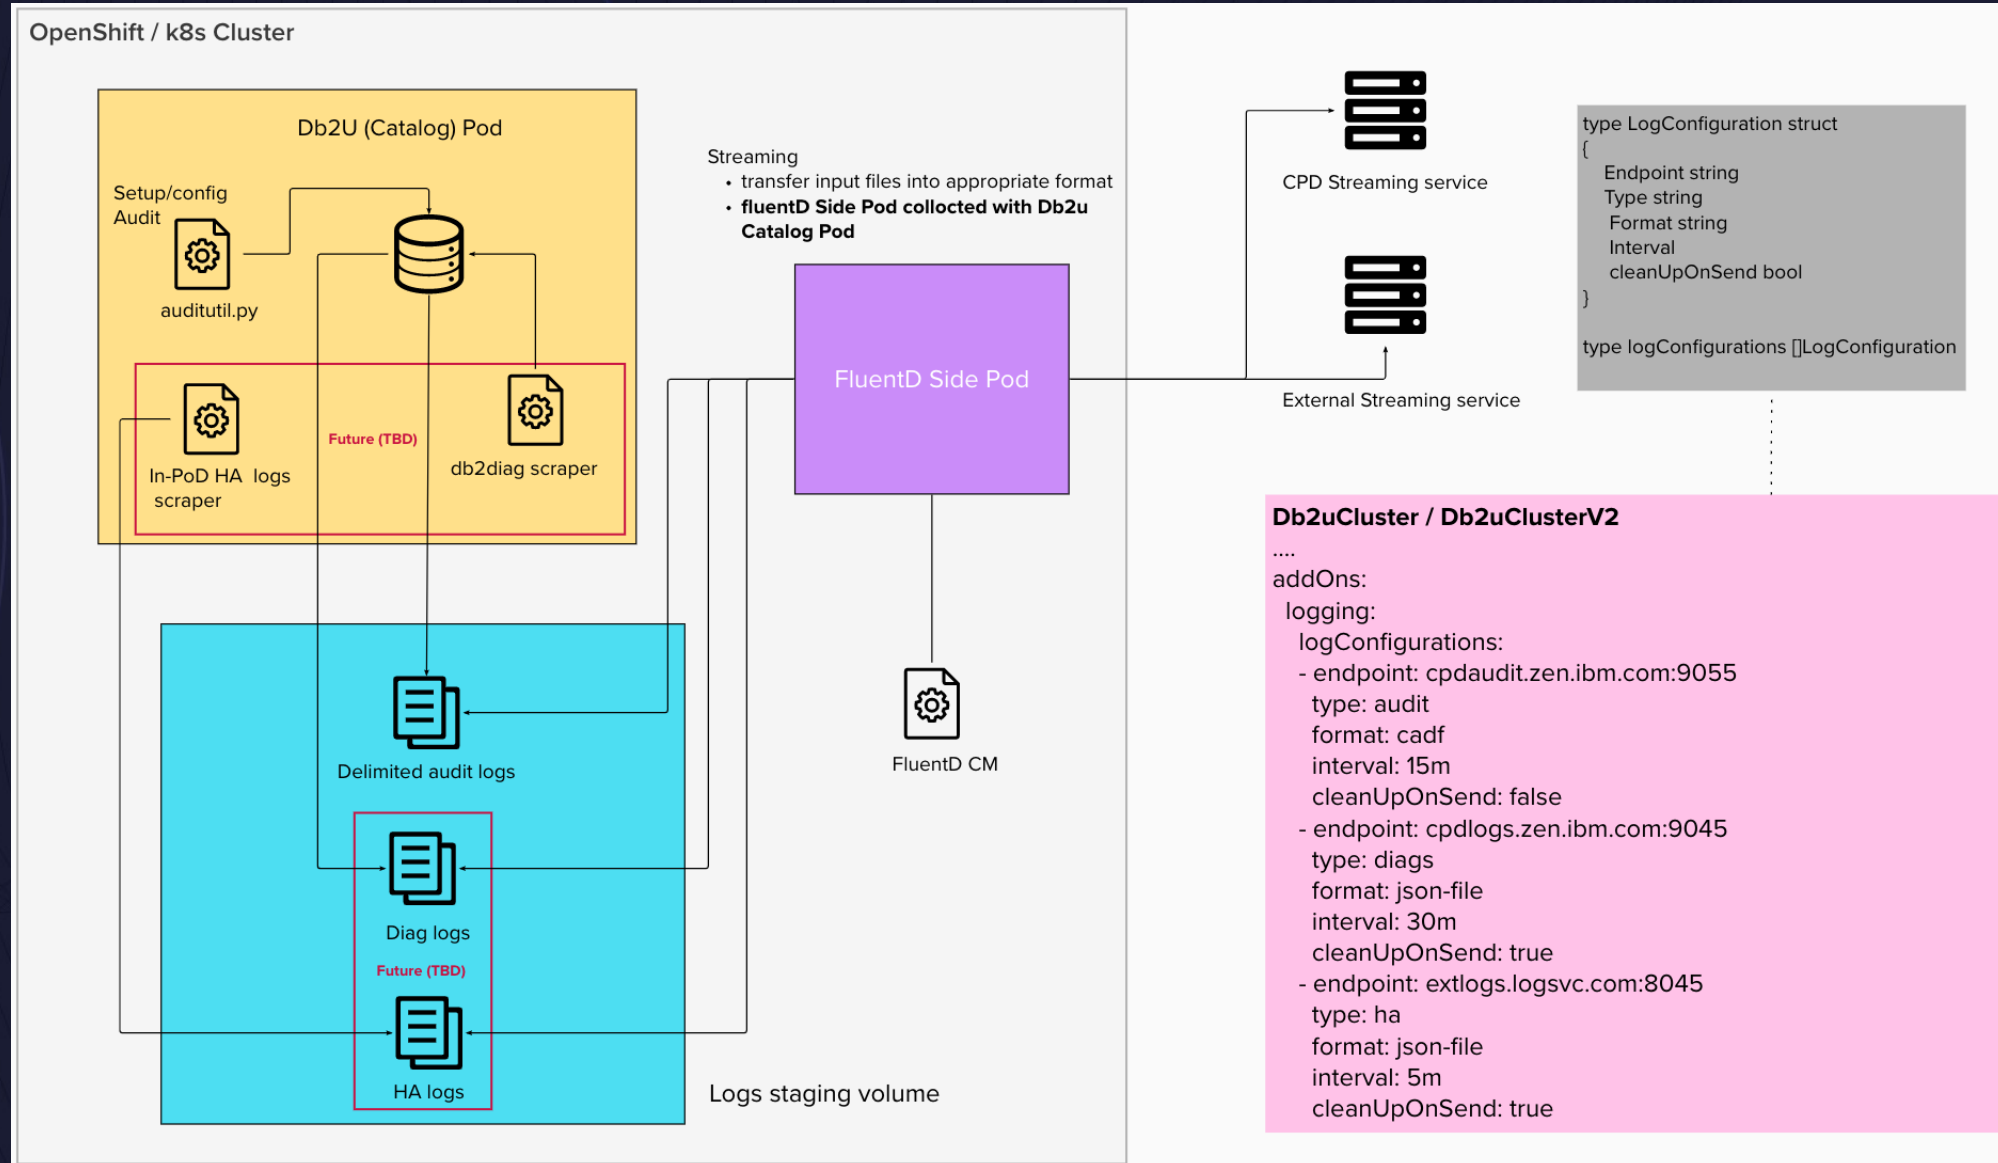 OpenShift / k8s Cluster
Db2U (Catalog) Pod
Setup/config
Audit
auditutil.py
In-PoD HA logs
scraper
Future (TBD)
db2diag scraper
Streaming
• transfer input files into appropriate format
• fluentD Side Pod collocted with Db2u
Catalog Pod
FluentD Side Pod
FluentD CM
Delimited audit logs
Diag logs
Future (TBD)
HA logs
Logs staging volume
CPD Streaming service
External Streaming service
type LogConfiguration struct
{
Endpoint string
Type string
Format string
Interval
cleanUpOnSend bool
}
type logConfigurations []LogConfiguration
Db2uCluster / Db2uClusterV2
....
addOns:
logging:
logConfigurations:
- endpoint: cpdaudit.zen.ibm.com:9055
type: audit
format: cadf
interval: 15m
cleanUpOnSend: false
- endpoint: cpdlogs.zen.ibm.com:9045
type: diags
format: json-file
interval: 30m
cleanUpOnSend: true
- endpoint: extlogs.logsvc.com:8045
type: ha
format: json-file
interval: 5m
cleanUpOnSend: true